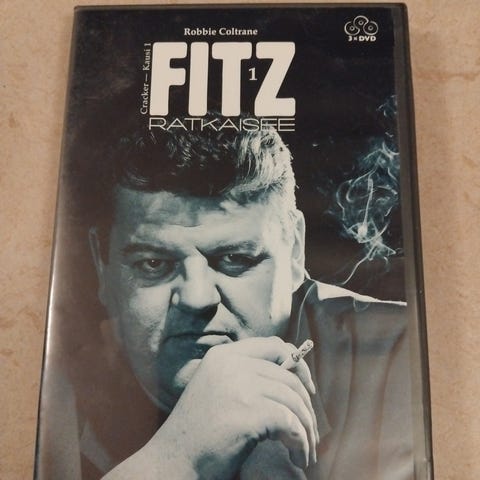 Robbie Coltrane
3 × DVD
Cracker — Kausi 1
FITZ
1
RATKAISEE